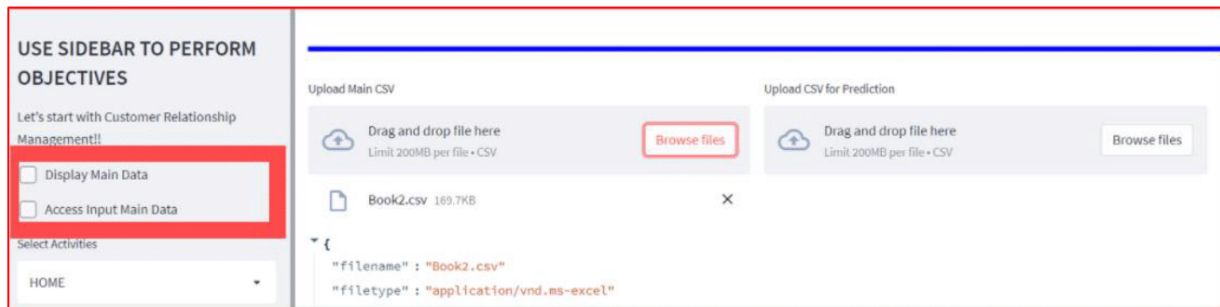 USE SIDEBAR TO PERFORM
OBJECTIVES
Let's start with Customer Relationship
Management!!
Display Main Data
Access Input Main Data
Select Activities
HOME
Upload Main CSV
Drag and drop file here
Limit 200MB per file • CSV
Browse files
Book2.csv 169.7KB
{
"filename" : "Book2.csv"
"filetype" : "application/vnd.ms-excel"
Upload CSV for Prediction
Drag and drop file here
Limit 200MB per file • CSV
Browse files